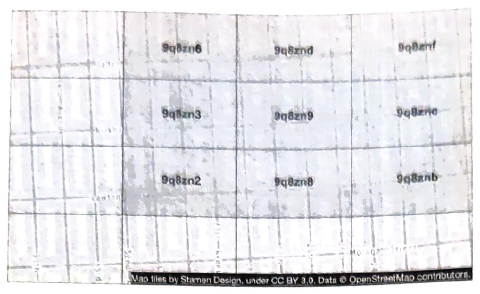 9q8zn6 9q8znd 9q8znf
9q8zn3 9q8zn9 9q8znc
9q8zn2 9q8zn8 9q8znb
Map tiles by Stamen Design, under CC BY 3.0. Data © OpenStreetMap contributors.